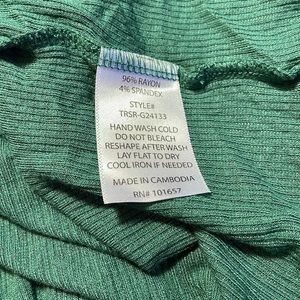 96% RAYON
4% SPANDEX
STYLE#
TRSR-G24133
HAND WASH COLD
DO NOT BLEACH
RESHAPE AFTER WASH
LAY FLAT TO DRY
COOL IRON IF NEEDED
MADE IN CAMBODIA
RN# 101657